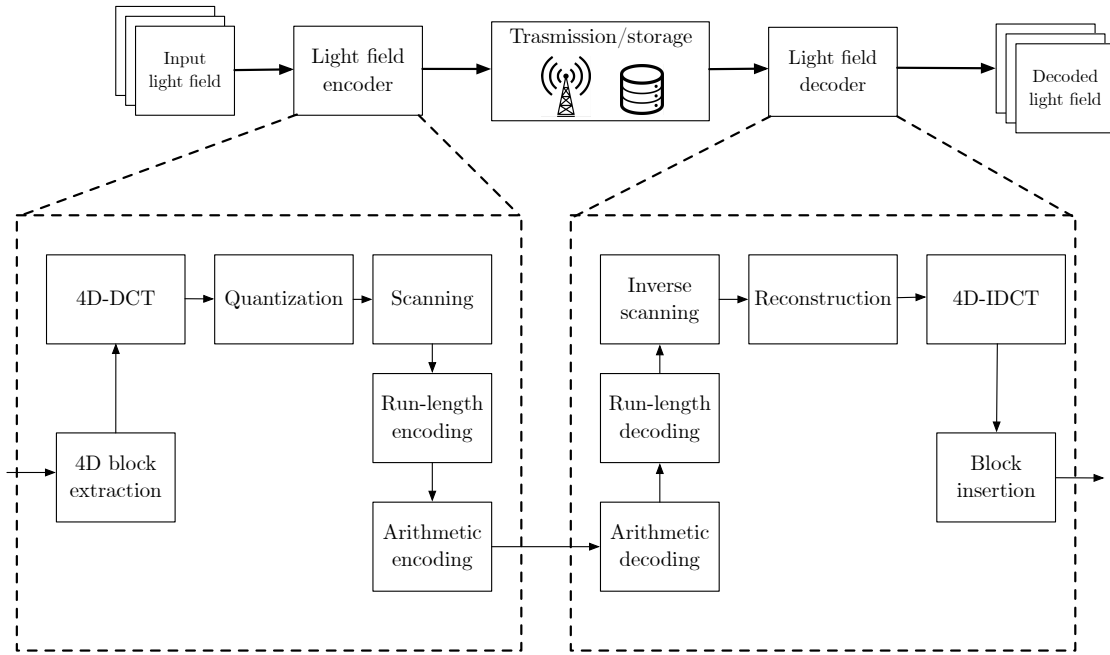 Input
light field
Light field
encoder
Trasmission/storage
Light field
decoder
Decoded
light field
4D-DCT
Quantization
Scanning
Run-length
encoding
4D block
extraction
Arithmetic
encoding
Inverse
scanning
Reconstruction
4D-IDCT
Run-length
decoding
Block
insertion
Arithmetic
decoding